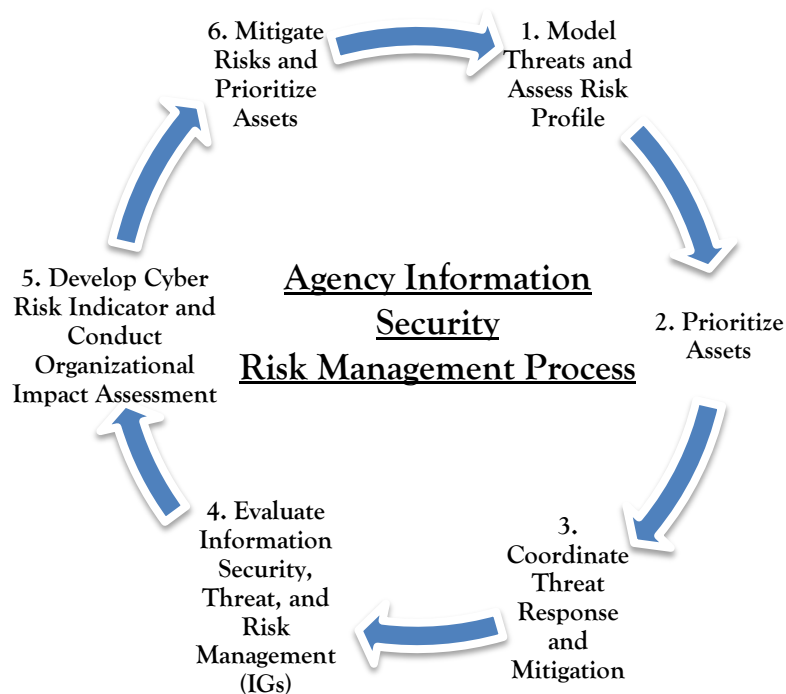 Agency Information
Security
Risk Management Process
1. Model
Threats and
Assess Risk
Profile
2. Prioritize
Assets
3.
Coordinate
Threat
Response
and
Mitigation
4. Evaluate
Information
Security,
Threat, and
Risk
Management
(IGs)
5. Develop Cyber
Risk Indicator and
Conduct
Organizational
Impact Assessment
6. Mitigate
Risks and
Prioritize
Assets